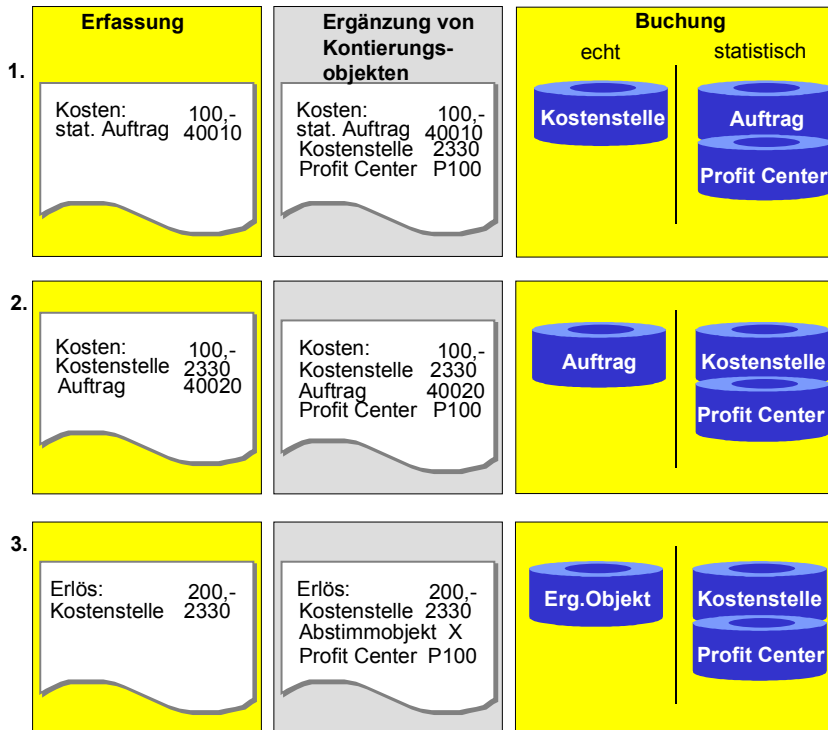 Erfassung
Ergänzung von
Kontierungs-
objekten
Buchung
echt statistisch
1.
Kosten: 100,-
stat. Auftrag 40010
Kosten: 100,-
stat. Auftrag 40010
Kostenstelle 2330
Profit Center P100
Kostenstelle
Auftrag
Profit Center
2.
Kosten: 100,-
Kostenstelle 2330
Auftrag 40020
Kosten: 100,-
Kostenstelle 2330
Auftrag 40020
Profit Center P100
Auftrag
Kostenstelle
Profit Center
3.
Erlös: 200,-
Kostenstelle 2330
Erlös: 200,-
Kostenstelle 2330
Abstimmobjekt X
Profit Center P100
Erg.Objekt
Kostenstelle
Profit Center